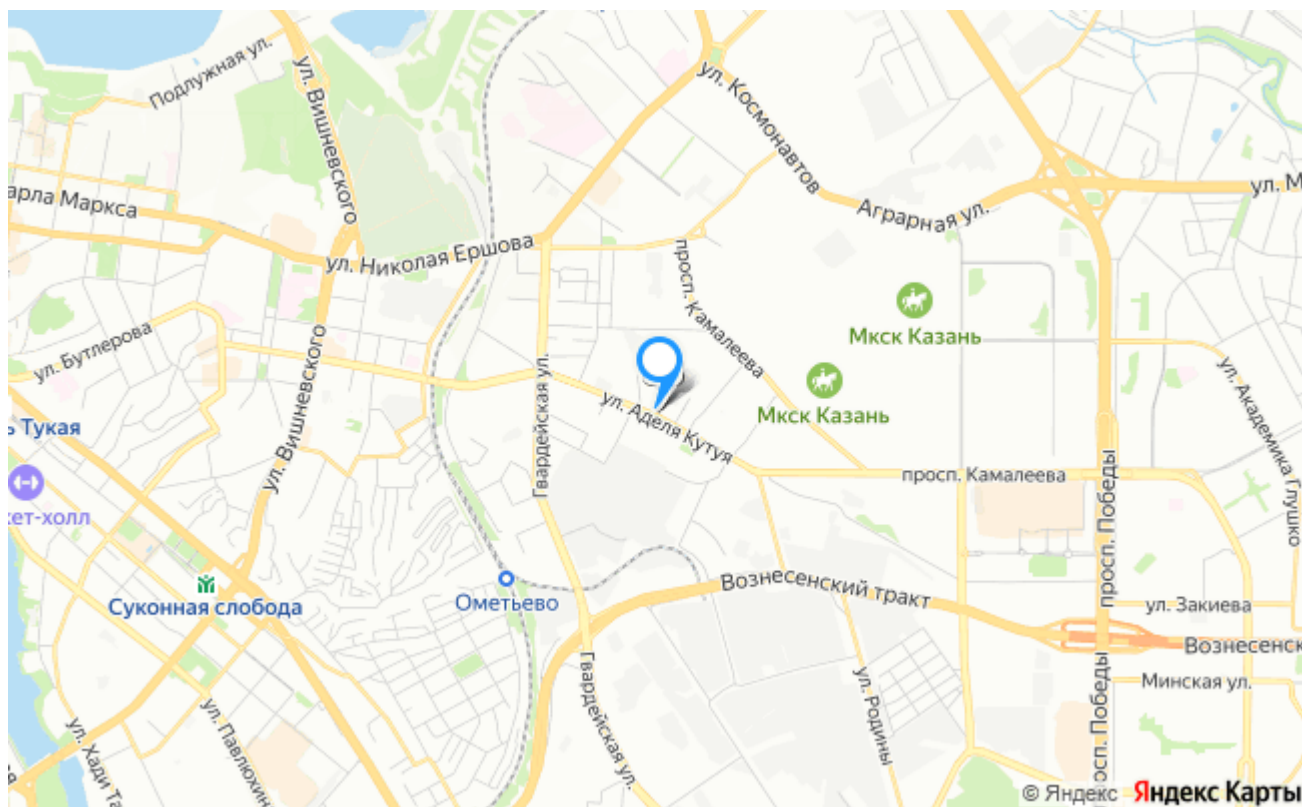 Подлужная ул.
ул. Вишневского
ул. Космонавтов
ул. М
арла Маркса
Аграрная ул.
ул. Николая Ершова
просп. Камалеева
Мкск Казань
ул. Бутлерова
Мкск Казань
ул. Академика Глушко
Гвардейская ул.
ул. Аделя Кутуя
ь Тукая
ул. Вишневского
просп. Камалеева
кет-холл
просп. Победы
Вознесенский тракт
Суконная слобода
Ометьево
ул. Закиева
Вознесенс
Минская ул.
Гвардейская ул.
ул. Родины
просп. Победы
ул. Хади Та
ул. Павлюхин
я
© Яндекс Яндекс Карты